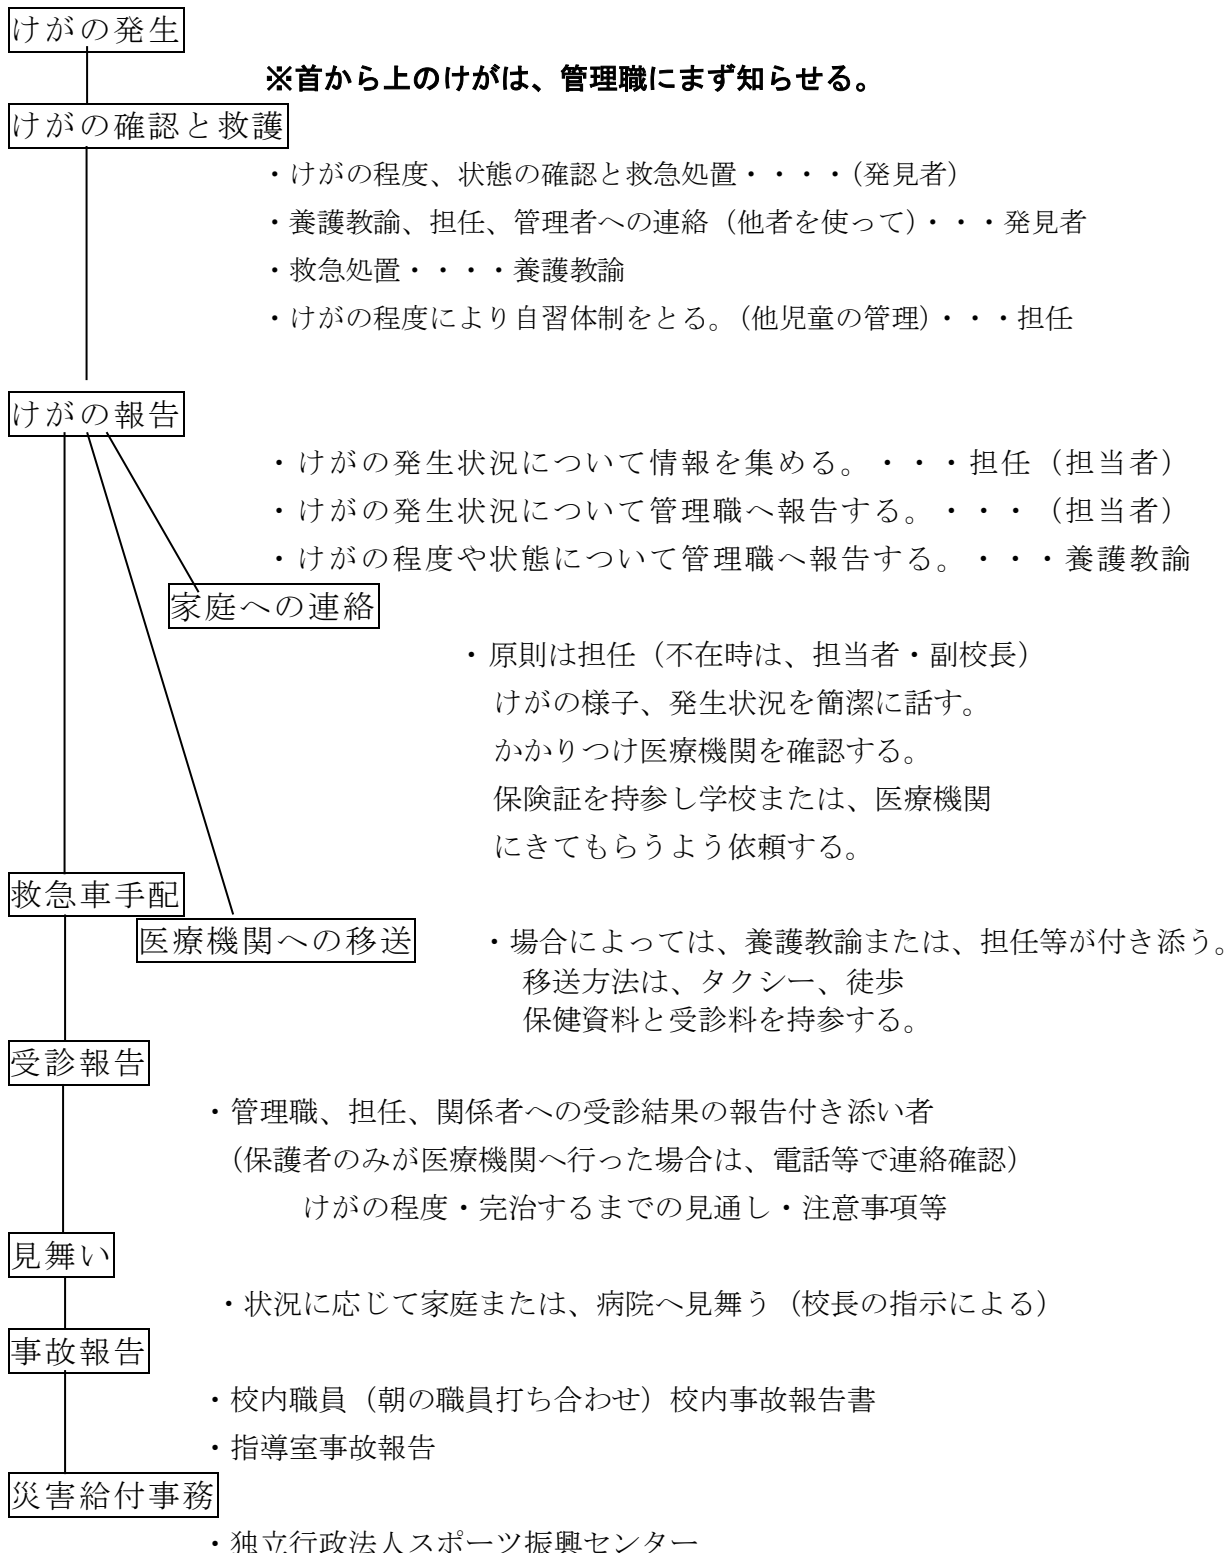 けがの発生
※首から上のけがは、管理職にまず知らせる。
けがの確認と救護
・けがの程度、状態の確認と救急処置・・・・（発見者）
・養護教諭、担任、管理者への連絡（他者を使って）・・・発見者
・救急処置・・・・養護教諭
・けがの程度により自習体制をとる。（他児童の管理）・・・担任
けがの報告
・けがの発生状況について情報を集める。・・・担任（担当者）
・けがの発生状況について管理職へ報告する。・・・（担当者）
・けがの程度や状態について管理職へ報告する。・・・養護教諭
家庭への連絡
・原則は担任（不在時は、担当者・副校長）
けがの様子、発生状況を簡潔に話す。
かかりつけ医療機関を確認する。
保険証を持参し学校または、医療機関
にきてもらうよう依頼する。
救急車手配
医療機関への移送
・場合によっては、養護教諭または、担任等が付き添う。
移送方法は、タクシー、徒歩
保健資料と受診料を持参する。
受診報告
・管理職、担任、関係者への受診結果の報告付き添い者
（保護者のみが医療機関へ行った場合は、電話等で連絡確認）
けがの程度・完治するまでの見通し・注意事項等
見舞い
・状況に応じて家庭または、病院へ見舞う（校長の指示による）
事故報告
・校内職員（朝の職員打ち合わせ）校内事故報告書
・指導室事故報告
災害給付事務
・独立行政法人スポーツ振興センター